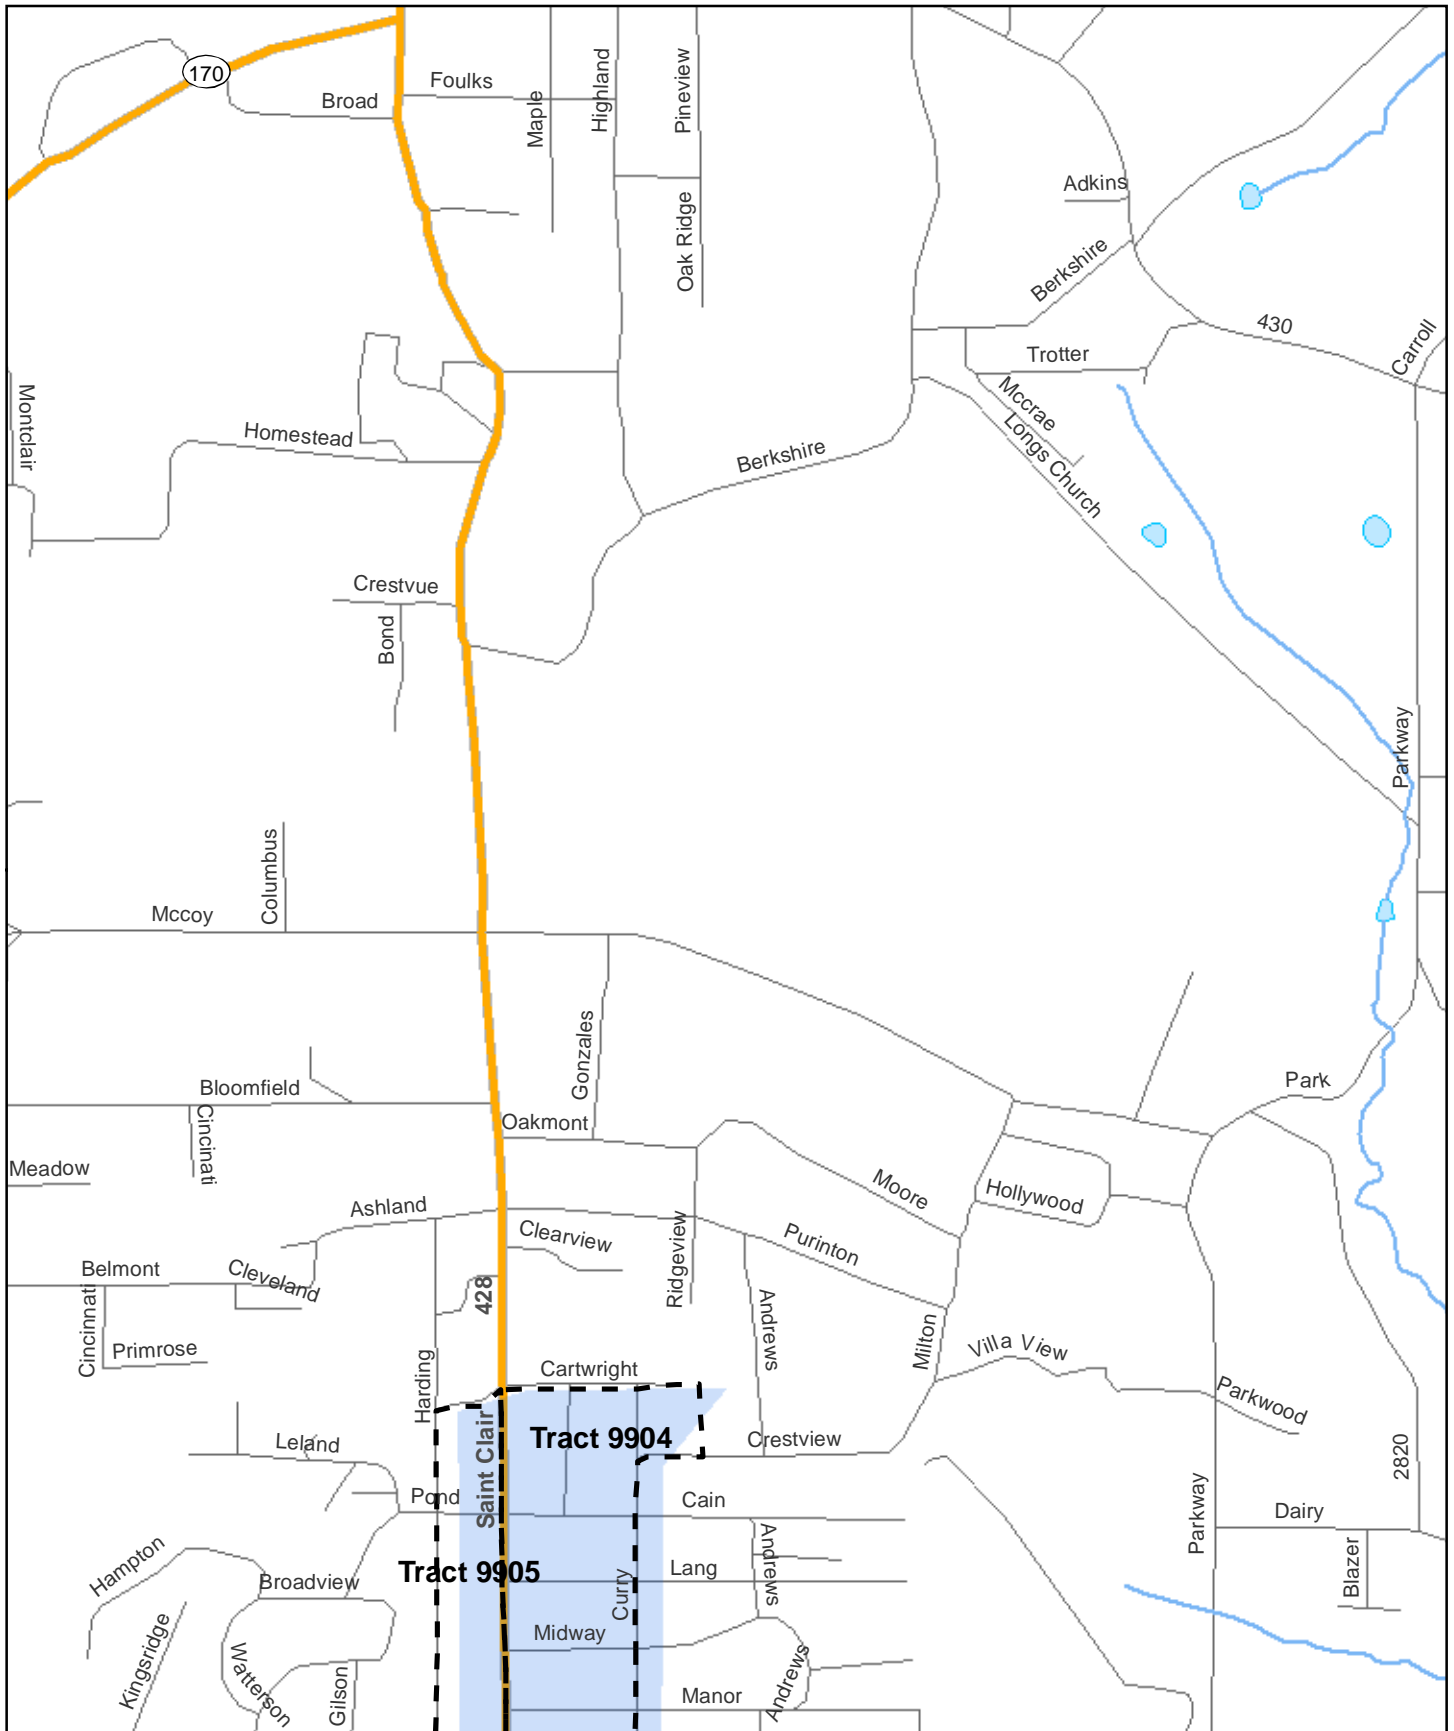 170
Foulks
Broad
Maple
Highland
Pineview
Oak Ridge
Adkins
Berkshire
430
Carroll
Trotter
Mccrae
Longs Church
Montclair
Homestead
Berkshire
Crestvue
Bond
Parkway
Columbus
Mccoy
Gonzales
Bloomfield
Cincinati
Oakmont
Park
Meadow
Moore
Hollywood
Ashland
Clearview
Ridgeview
Purinton
Belmont
Cleveland
428
Cincinnati
Primrose
Andrews
Milton
Villa View
Harding
Cartwright
Parkwood
Saint Clair
Tract 9904
Leland
Crestview
2820
Pond
Cain
Parkway
Dairy
Hampton
Tract 9905
Lang
Andrews
Blazer
Broadview
Curry
Kingsridge
Midway
Watterson
Gilson
Manor
Andrews